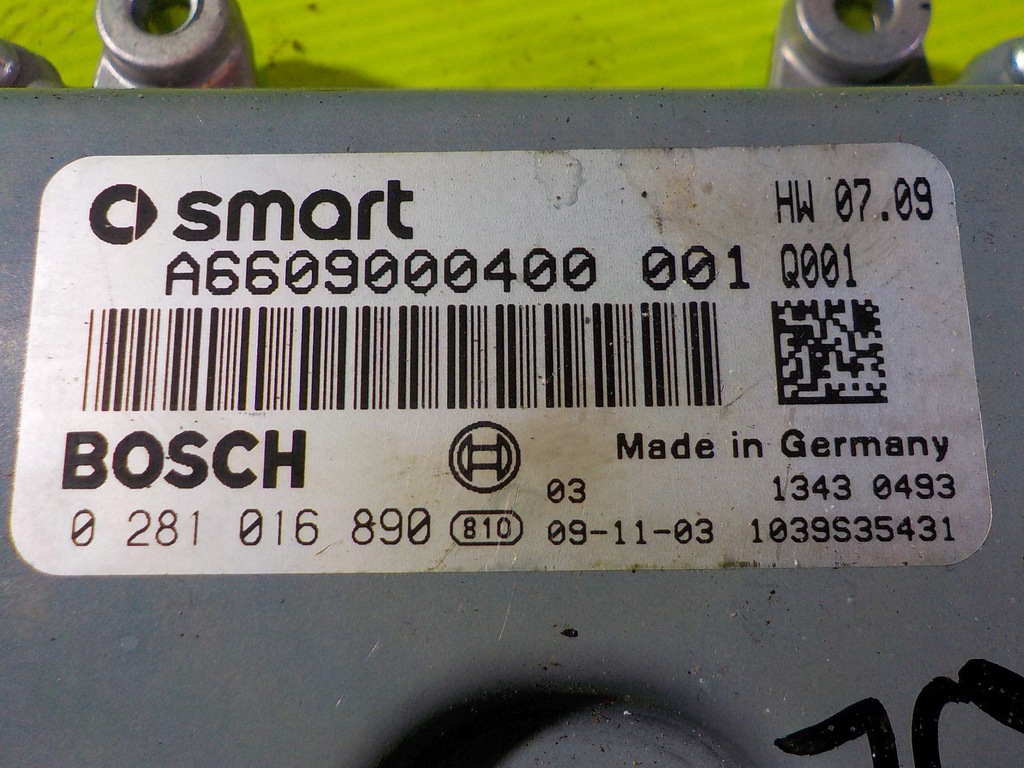 smart HW 07.09
A6609000400 001 Q001
BOSCH Made in Germany
03 1343 0493
0 281 016 890 810 09-11-03 1039S35431